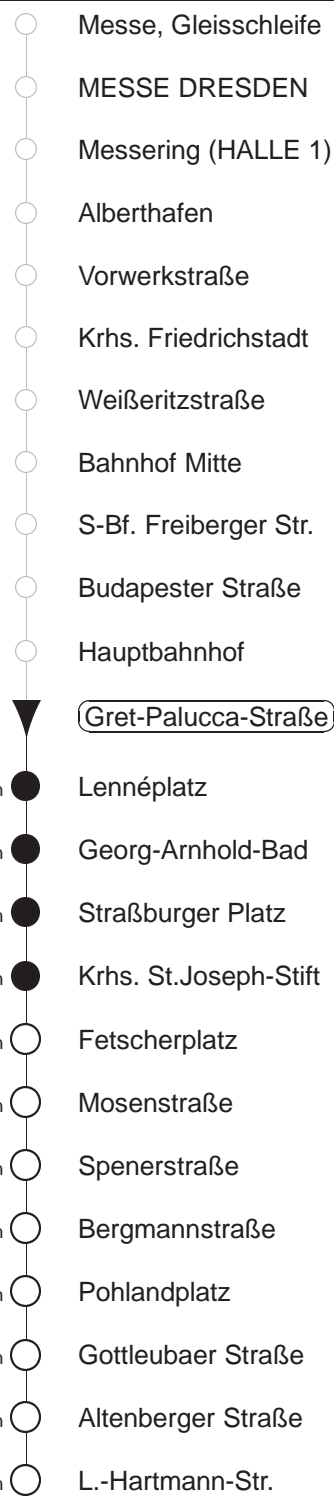 Messe, Gleisschleife
MESSE DRESDEN
Messering (HALLE 1)
Alberthafen
Vorwerkstraße
Krhs. Friedrichstadt
Weißeritzstraße
Bahnhof Mitte
S-Bf. Freiberger Str.
Budapester Straße
Hauptbahnhof
Gret-Palucca-Straße
Lennéplatz
Georg-Arnhold-Bad
Straßburger Platz
Krhs. St.Joseph-Stift
Fetscherplatz
Mosenstraße
Spenerstraße
Bergmannstraße
Pohlandplatz
Gottleubaer Straße
Altenberger Straße
L.-Hartmann-Str.